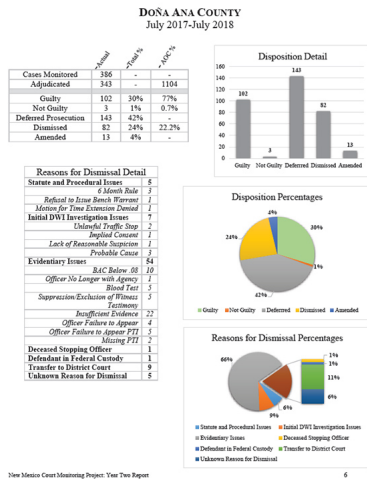 DOÑA ANA COUNTY
July 2017-July 2018
~Actual
~Total %
~ AOC %
Cases Monitored 386 - -
Adjudicated 343 - 1104
Guilty 102 30% 77%
Not Guilty 3 1% 0.7%
Deferred Prosecution 143 42% -
Dismissed 82 24% 22.2%
Amended 13 4% -
Disposition Detail
160
140
120
100
80
60
40
20
0
102
3
143
82
13
Guilty Not Guilty Deferred Dismissed Amended
Reasons for Dismissal Detail
Statute and Procedural Issues 5
6 Month Rule 3
Refusal to Issue Bench Warrant 1
Motion for Time Extension Denied 1
Initial DWI Investigation Issues 7
Unlawful Traffic Stop 2
Implied Consent 1
Lack of Reasonable Suspicion 1
Probable Cause 3
Evidentiary Issues 54
BAC Below .08 10
Officer No Longer with Agency 1
Blood Test 5
Suppression/Exclusion of Witness 5
Testimony
Insufficient Evidence 22
Officer Failure to Appear 4
Officer Failure to Appear PTI 5
Missing PTI 2
Deceased Stopping Officer 1
Defendant in Federal Custody 1
Transfer to District Court 9
Unknown Reason for Dismissal 5
Disposition Percentages
4%
30%
24%
1%
42%
Guilty Not Guilty Deferred Dismissed Amended
Reasons for Dismissal Percentages
66%
1%
1%
11%
6%
6%
9%
Statute and Procedural Issues Initial DWI Investigation Issues
Evidentiary Issues Deceased Stopping Officer
Defendant in Federal Custody Transfer to District Court
Unknown Reason for Dismissal
New Mexico Court Monitoring Project: Year Two Report 6